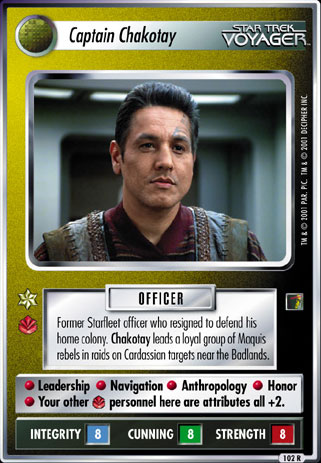 Captain Chakotay
STAR TREK
VOYAGER™
TM & © 2001 PAR. PIC. TM & © 2001 DECIPHER INC.
OFFICER
Former Starfleet officer who resigned to defend his
home colony. Chakotay leads a loyal group of Maquis
rebels in raids on Cardassian targets near the Badlands.
• Leadership • Navigation • Anthropology • Honor
• Your other personnel here are attributes all +2.
INTEGRITY 8 CUNNING 8 STRENGTH 8
102 R